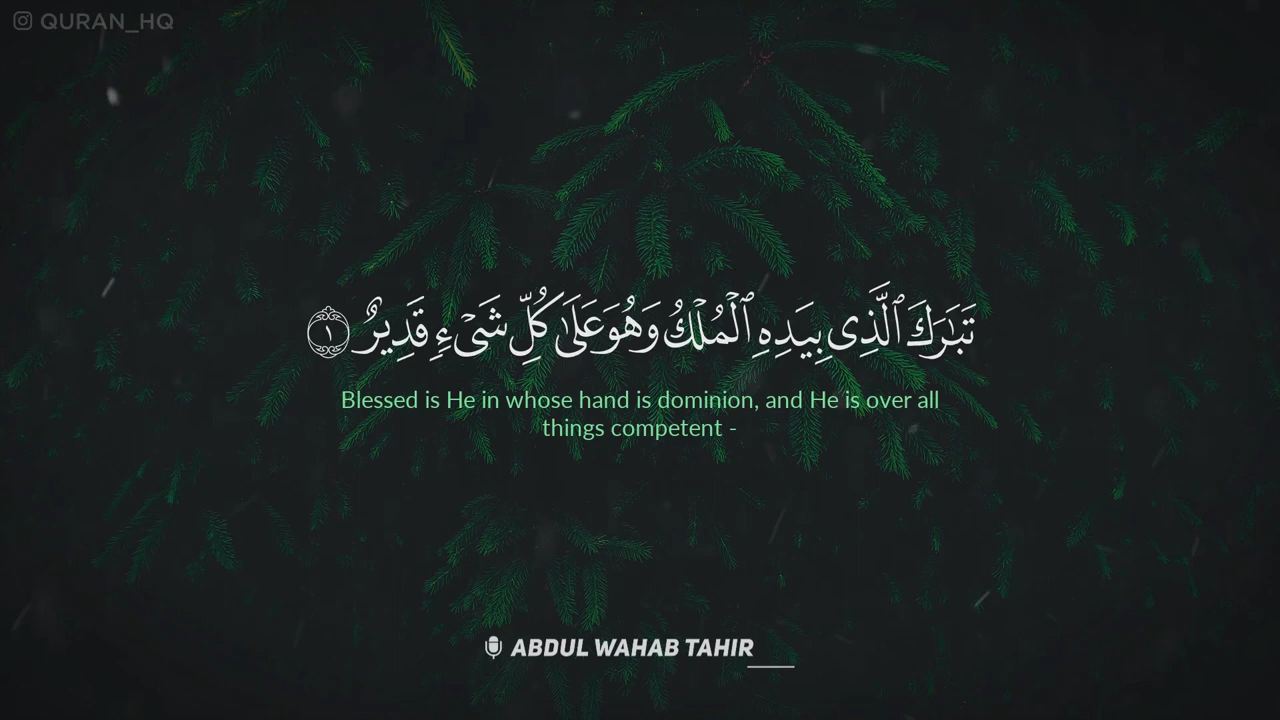 QURAN_HQ
تَبَٰرَكَ ٱلَّذِى بِيَدِهِ ٱلْمُلْكُ وَهُوَ عَلَىٰ كُلِّ شَىْءٍ قَدِيرٌ ١
Blessed is He in whose hand is dominion, and He is over all
things competent -
ABDUL WAHAB TAHIR